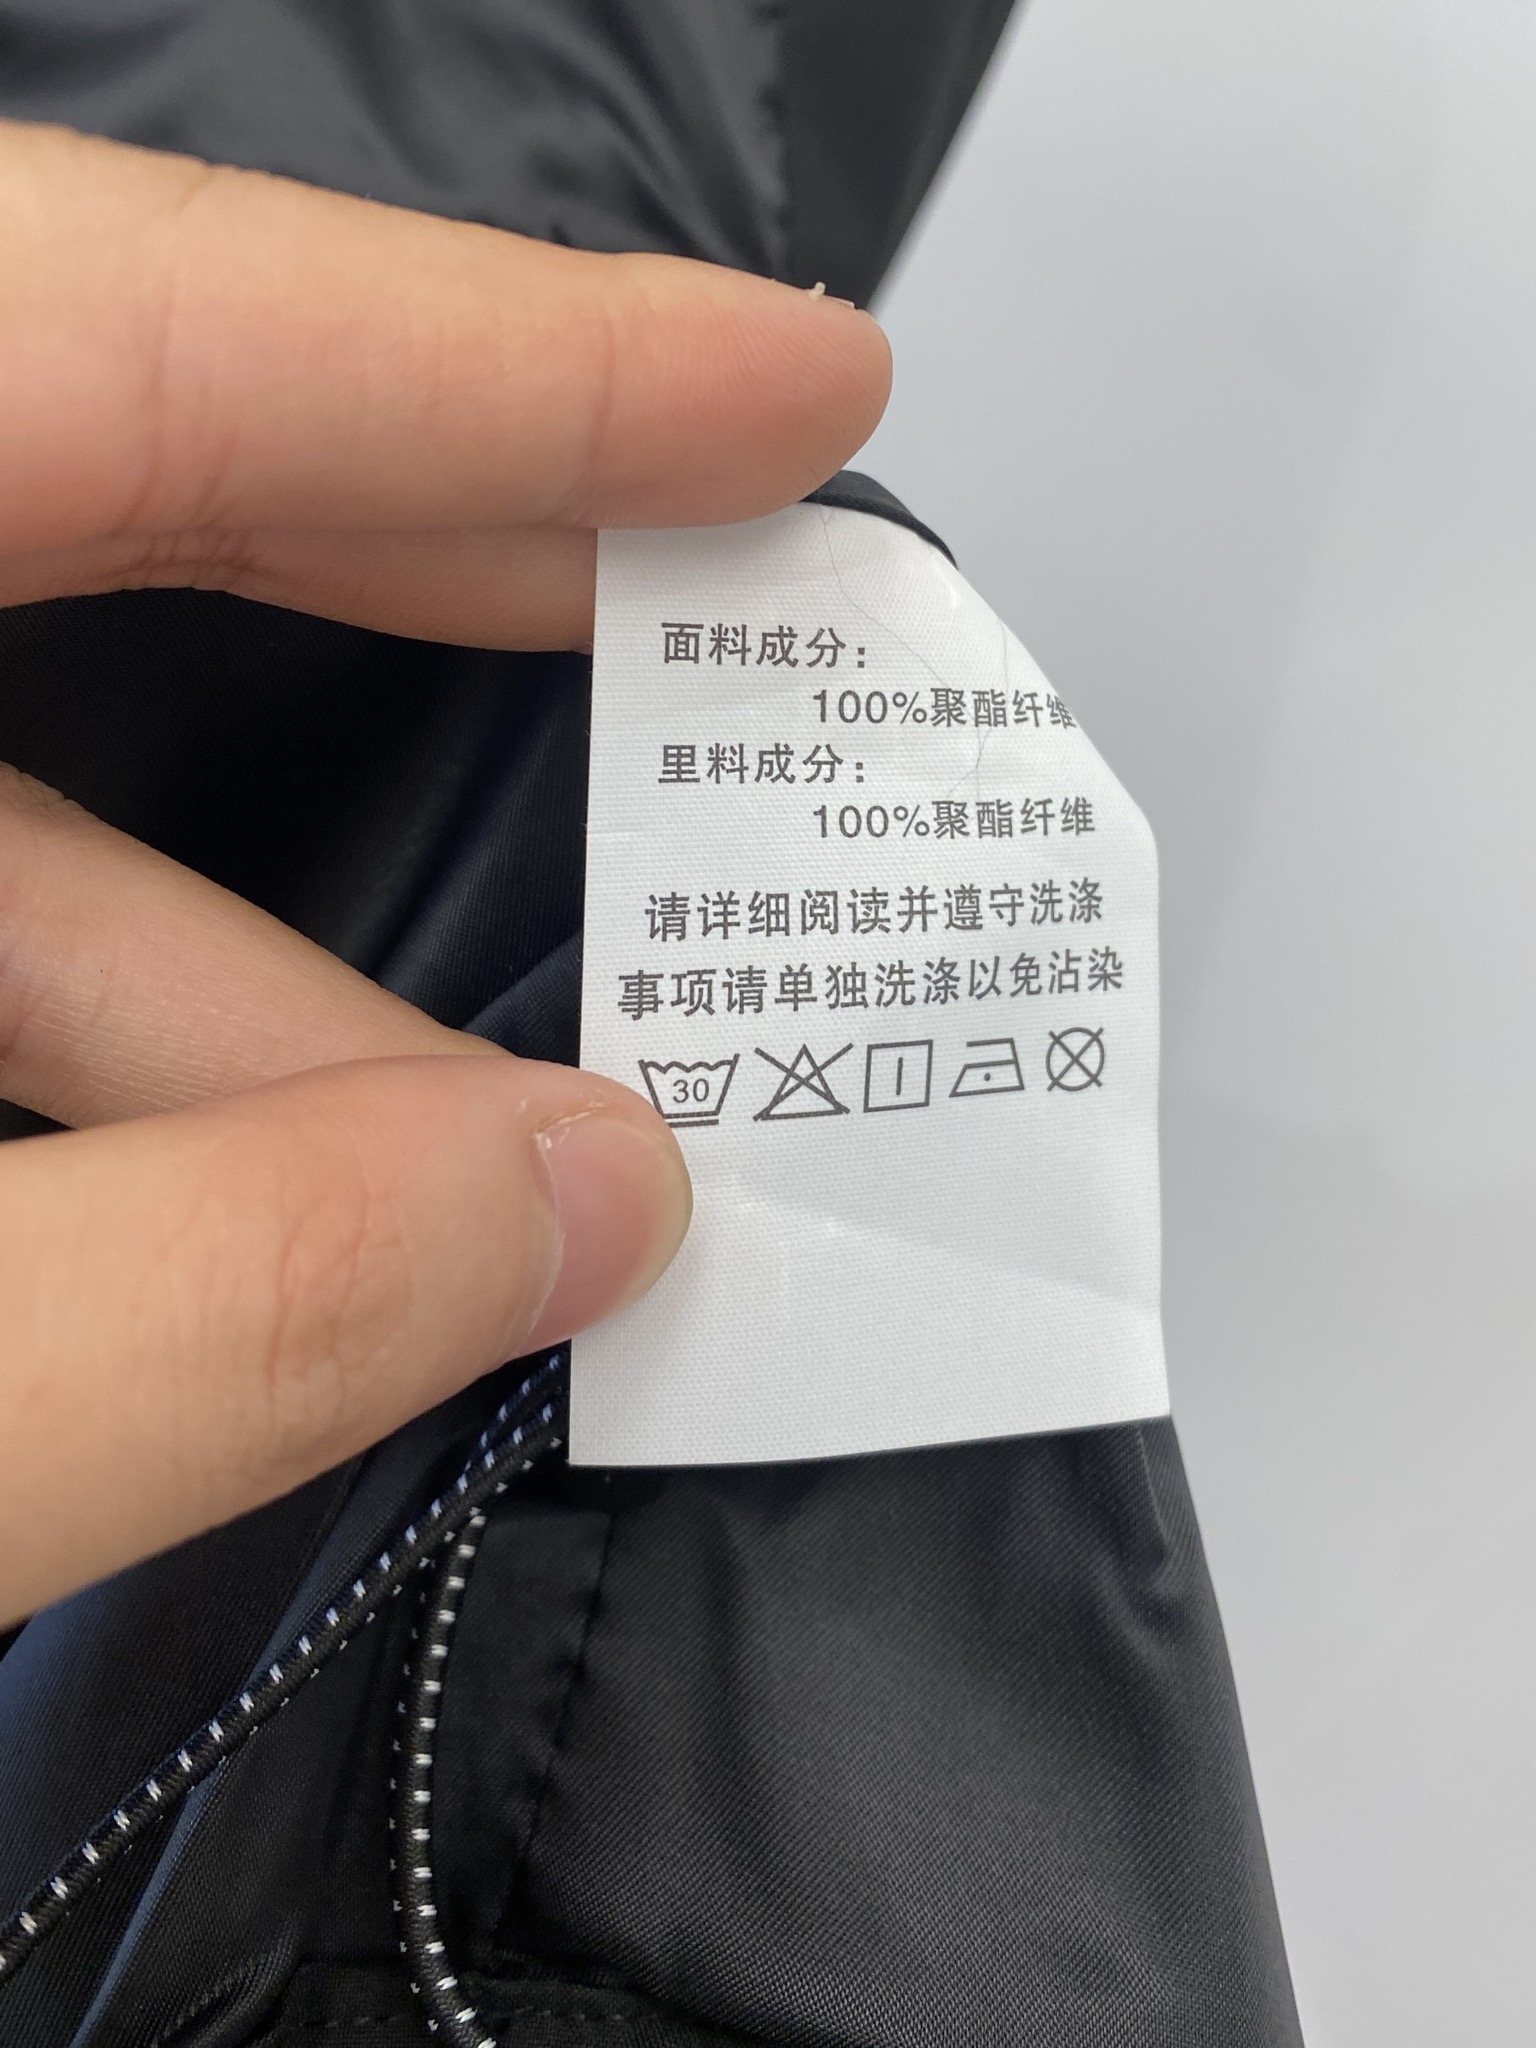 面料成分：
100%聚酯纤维
里料成分：
100%聚酯纤维
请详细阅读并遵守洗涤
事项请单独洗涤以免沾染
30